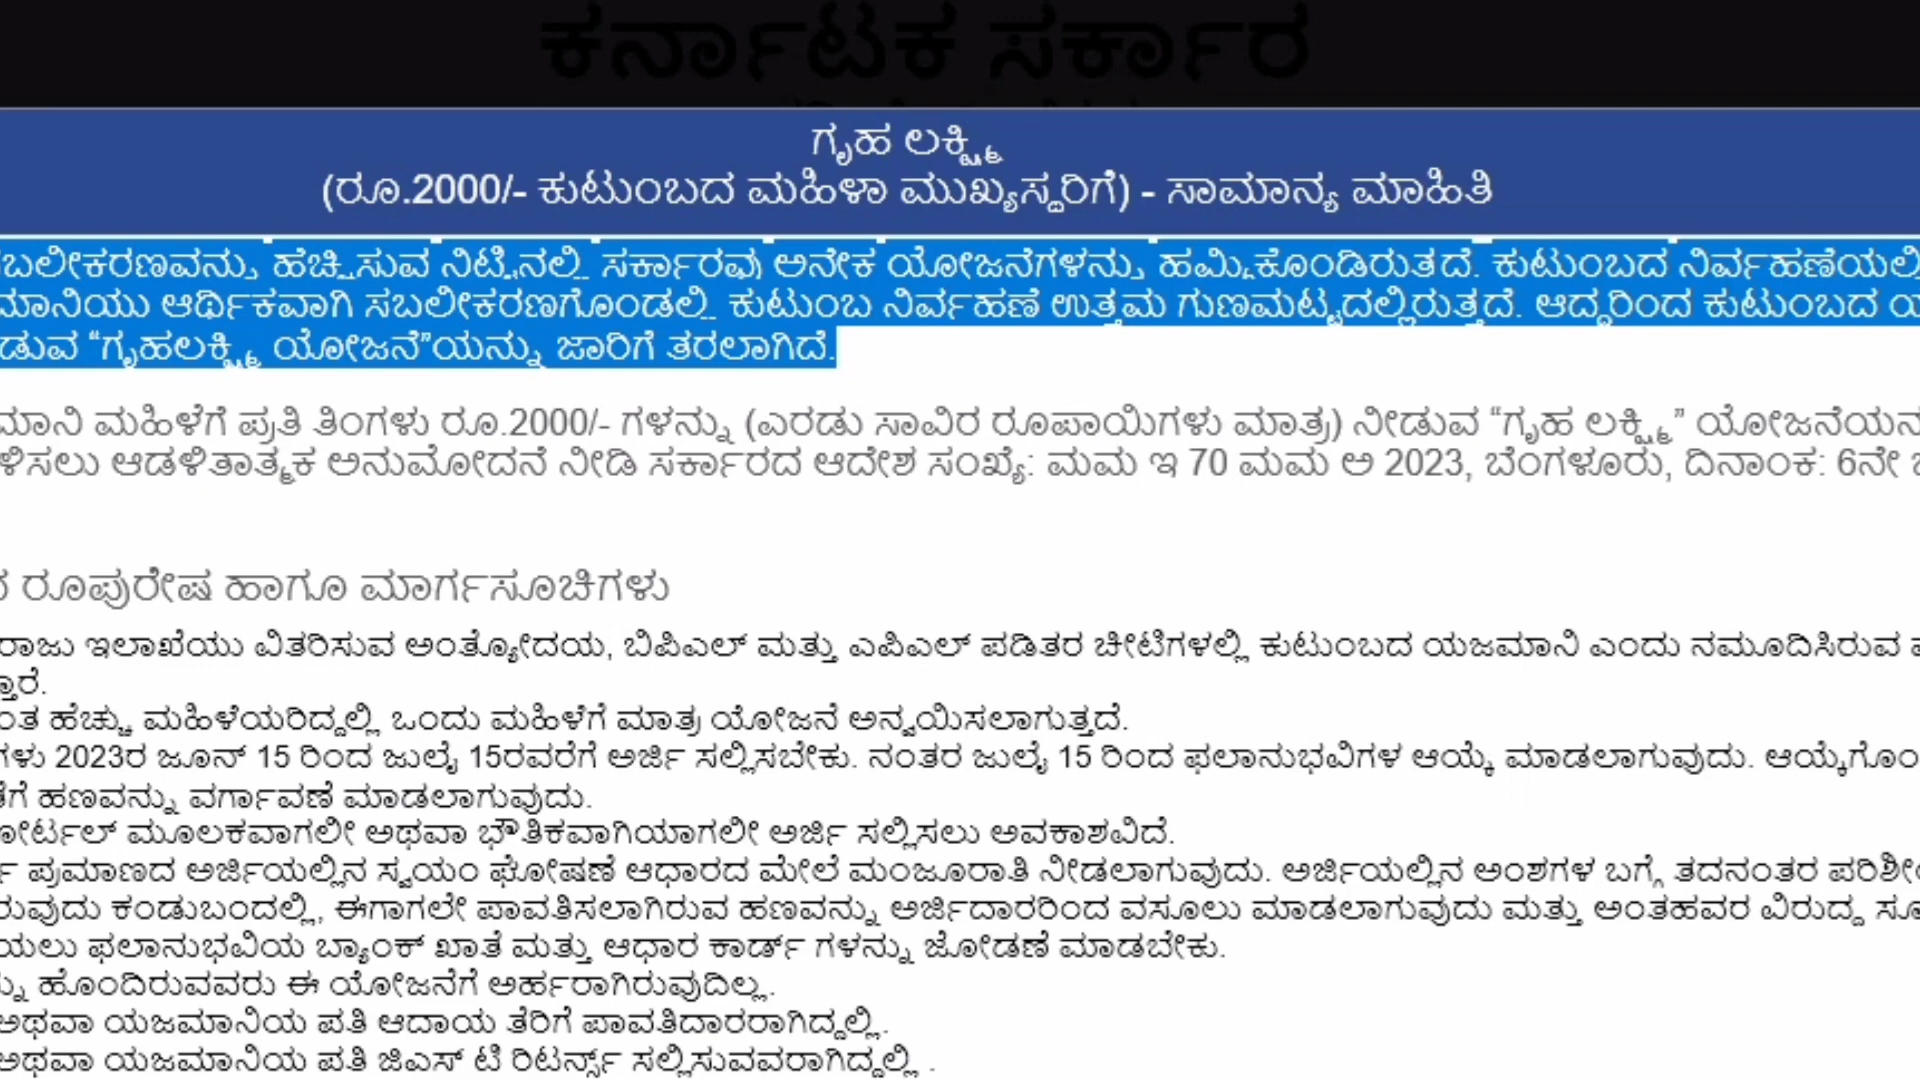 ಕರ್ನಾಟಕ ಸರ್ಕಾರ
ಗೃಹ ಲಕ್ಷ್ಮಿ
(ರೂ.2000/- ಕುಟುಂಬದ ಮಹಿಳಾ ಮುಖ್ಯಸ್ಥರಿಗೆ) - ಸಾಮಾನ್ಯ ಮಾಹಿತಿ
ಬಲೀಕರಣವನ್ನು ಹೆಚ್ಚಿಸುವ ನಿಟ್ಟಿನಲ್ಲಿ ಸರ್ಕಾರವು ಅನೇಕ ಯೋಜನೆಗಳನ್ನು ಹಮ್ಮಿಕೊಂಡಿರುತ್ತದೆ. ಕುಟುಂಬದ ನಿರ್ವಹಣೆಯಲ್ಲಿ
ಮಾನಿಯು ಆರ್ಥಿಕವಾಗಿ ಸಬಲೀಕರಣಗೊಂಡಲ್ಲಿ ಕುಟುಂಬ ನಿರ್ವಹಣೆ ಉತ್ತಮ ಗುಣಮಟ್ಟದಲ್ಲಿರುತ್ತದೆ. ಆದ್ದರಿಂದ ಕುಟುಂಬದ
ಡುವ “ಗೃಹಲಕ್ಷ್ಮಿ ಯೋಜನೆ”ಯನ್ನು ಜಾರಿಗೆ ತರಲಾಗಿದೆ.
ಮಾನಿ ಮಹಿಳೆಗೆ ಪ್ರತಿ ತಿಂಗಳು ರೂ.2000/- ಗಳನ್ನು (ಎರಡು ಸಾವಿರ ರೂಪಾಯಿಗಳು ಮಾತ್ರ) ನೀಡುವ “ಗೃಹ ಲಕ್ಷ್ಮಿ” ಯೋಜನೆಯನ
ಳಿಸಲು ಆಡಳಿತಾತ್ಮಕ ಅನುಮೋದನೆ ನೀಡಿ ಸರ್ಕಾರದ ಆದೇಶ ಸಂಖ್ಯೆ: ಮಮ ಇ 70 ಮಮ ಅ 2023, ಬೆಂಗಳೂರು, ದಿನಾಂಕ: 6ನೇ
ರೂಪುರೇಷ ಹಾಗೂ ಮಾರ್ಗಸೂಚಿಗಳು
ರಾಜು ಇಲಾಖೆಯು ವಿತರಿಸುವ ಅಂತ್ಯೋದಯ, ಬಿಪಿಎಲ್ ಮತ್ತು ಎಪಿಎಲ್ ಪಡಿತರ ಚೀಟಿಗಳಲ್ಲಿ ಕುಟುಂಬದ ಯಜಮಾನಿ ಎಂದು ನಮೂದಿಸಿರುವ
ತ್ತಾರೆ.
ಂತ ಹೆಚ್ಚು ಮಹಿಳೆಯರಿದ್ದಲ್ಲಿ ಒಂದು ಮಹಿಳೆಗೆ ಮಾತ್ರ ಯೋಜನೆ ಅನ್ವಯಿಸಲಾಗುತ್ತದೆ.
ಗಳು 2023ರ ಜೂನ್ 15 ರಿಂದ ಜುಲೈ 15ರವರೆಗೆ ಅರ್ಜಿ ಸಲ್ಲಿಸಬೇಕು. ನಂತರ ಜುಲೈ 15 ರಿಂದ ಫಲಾನುಭವಿಗಳ ಆಯ್ಕೆ ಮಾಡಲಾಗುವುದು. ಆಯ್ಕೆಗೊಂ
ತೆಗೆ ಹಣವನ್ನು ವರ್ಗಾವಣೆ ಮಾಡಲಾಗುವುದು.
ೋರ್ಟಲ್ ಮೂಲಕವಾಗಲೀ ಅಥವಾ ಭೌತಿಕವಾಗಿಯಾಗಲೀ ಅರ್ಜಿ ಸಲ್ಲಿಸಲು ಅವಕಾಶವಿದೆ.
ಪ್ರಮಾಣದ ಅರ್ಜಿಯಲ್ಲಿನ ಸ್ವಯಂ ಘೋಷಣೆ ಆಧಾರದ ಮೇಲೆ ಮಂಜೂರಾತಿ ನೀಡಲಾಗುವುದು. ಅರ್ಜಿಯಲ್ಲಿನ ಅಂಶಗಳ ಬಗ್ಗೆ ತದನಂತರ ಪರಿಶೀ
ರುವುದು ಕಂಡುಬಂದಲ್ಲಿ, ಈಗಾಗಲೇ ಪಾವತಿಸಲಾಗಿರುವ ಹಣವನ್ನು ಅರ್ಜಿದಾರರಿಂದ ವಸೂಲು ಮಾಡಲಾಗುವುದು ಮತ್ತು ಅಂತಹವರ ವಿರುದ್ಧ ಸೂ
ಯಲು ಫಲಾನುಭವಿಯ ಬ್ಯಾಂಕ್ ಖಾತೆ ಮತ್ತು ಆಧಾರ ಕಾರ್ಡ್ ಗಳನ್ನು ಜೋಡಣೆ ಮಾಡಬೇಕು.
ನ್ನು ಹೊಂದಿರುವವರು ಈ ಯೋಜನೆಗೆ ಅರ್ಹರಾಗಿರುವುದಿಲ್ಲ.
ಅಥವಾ ಯಜಮಾನಿಯ ಪತಿ ಆದಾಯ ತೆರಿಗೆ ಪಾವತಿದಾರರಾಗಿದ್ದಲ್ಲಿ.
ಅಥವಾ ಯಜಮಾನಿಯ ಪತಿ ಜಿಎಸ್ ಟಿ ರಿಟರ್ನ್ಸ್ ಸಲ್ಲಿಸುವವರಾಗಿದ್ದಲ್ಲಿ .